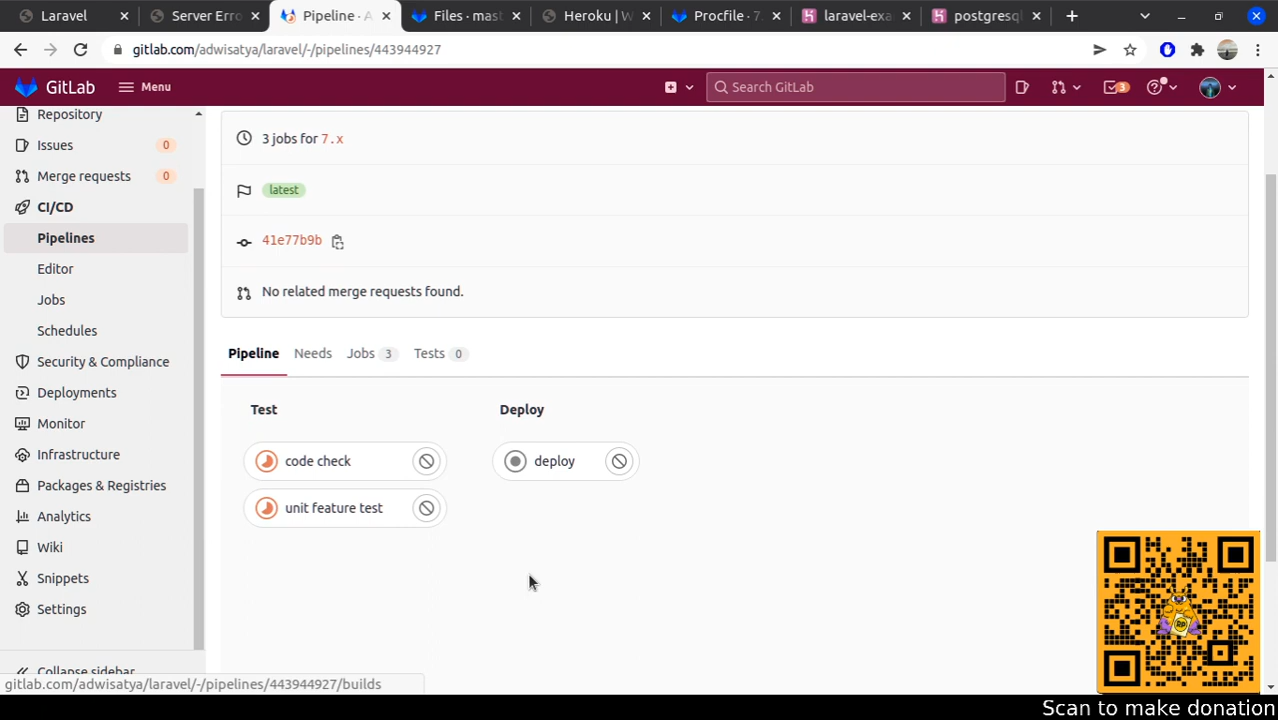 Laravel
Server Erro
Pipeline · A
Files · mast
Heroku | W
Procfile · 7.
laravel-exa
postgresql
gitlab.com/adwisatya/laravel/-/pipelines/443944927
GitLab
Menu
Search GitLab
3
Repository
Issues
0
Merge requests
0
CI/CD
Pipelines
Editor
Jobs
Schedules
Security & Compliance
Deployments
Monitor
Infrastructure
Packages & Registries
Analytics
Wiki
Snippets
Settings
Collapse sidebar
3 jobs for 7.x
latest
41e77b9b
No related merge requests found.
Pipeline
Needs
Jobs 3
Tests 0
Test
Deploy
code check
deploy
unit feature test
gitlab.com/adwisatya/laravel/-/pipelines/443944927/builds
RP
Scan to make donation